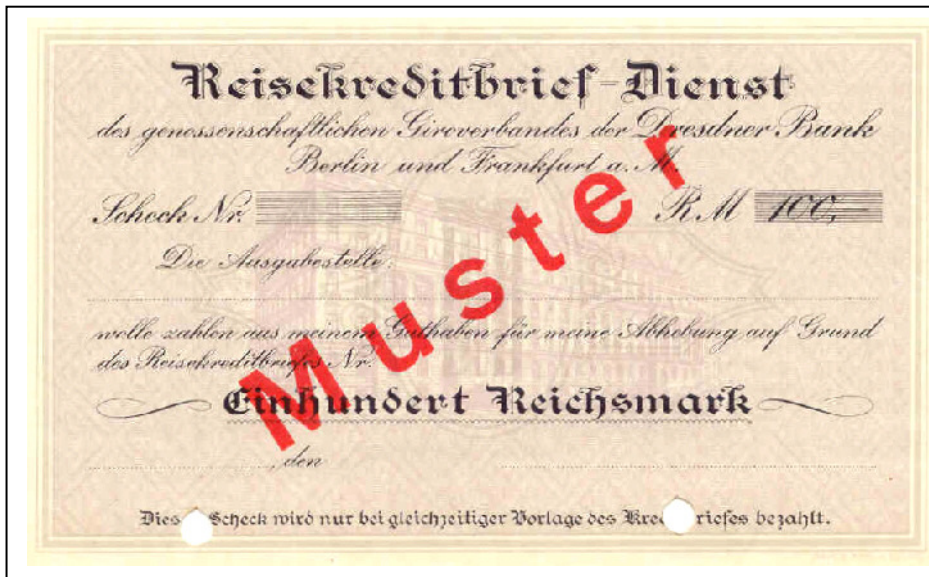 Reisekreditbrief-Dienst
des genossenschaftlichen Giroverbandes der Dresdner Bank
Berlin und Frankfurt a. M.
Scheck Nr. RM 100,-
Die Ausgabestelle:
wolle zahlen aus meinem Guthaben für meine Abhebung auf Grund
des Reisekreditbriefes Nr.
Einhundert Reichsmark
, den
Dies Scheck wird nur bei gleichzeitiger Vorlage des Kred riefes bezahlt.
Muster